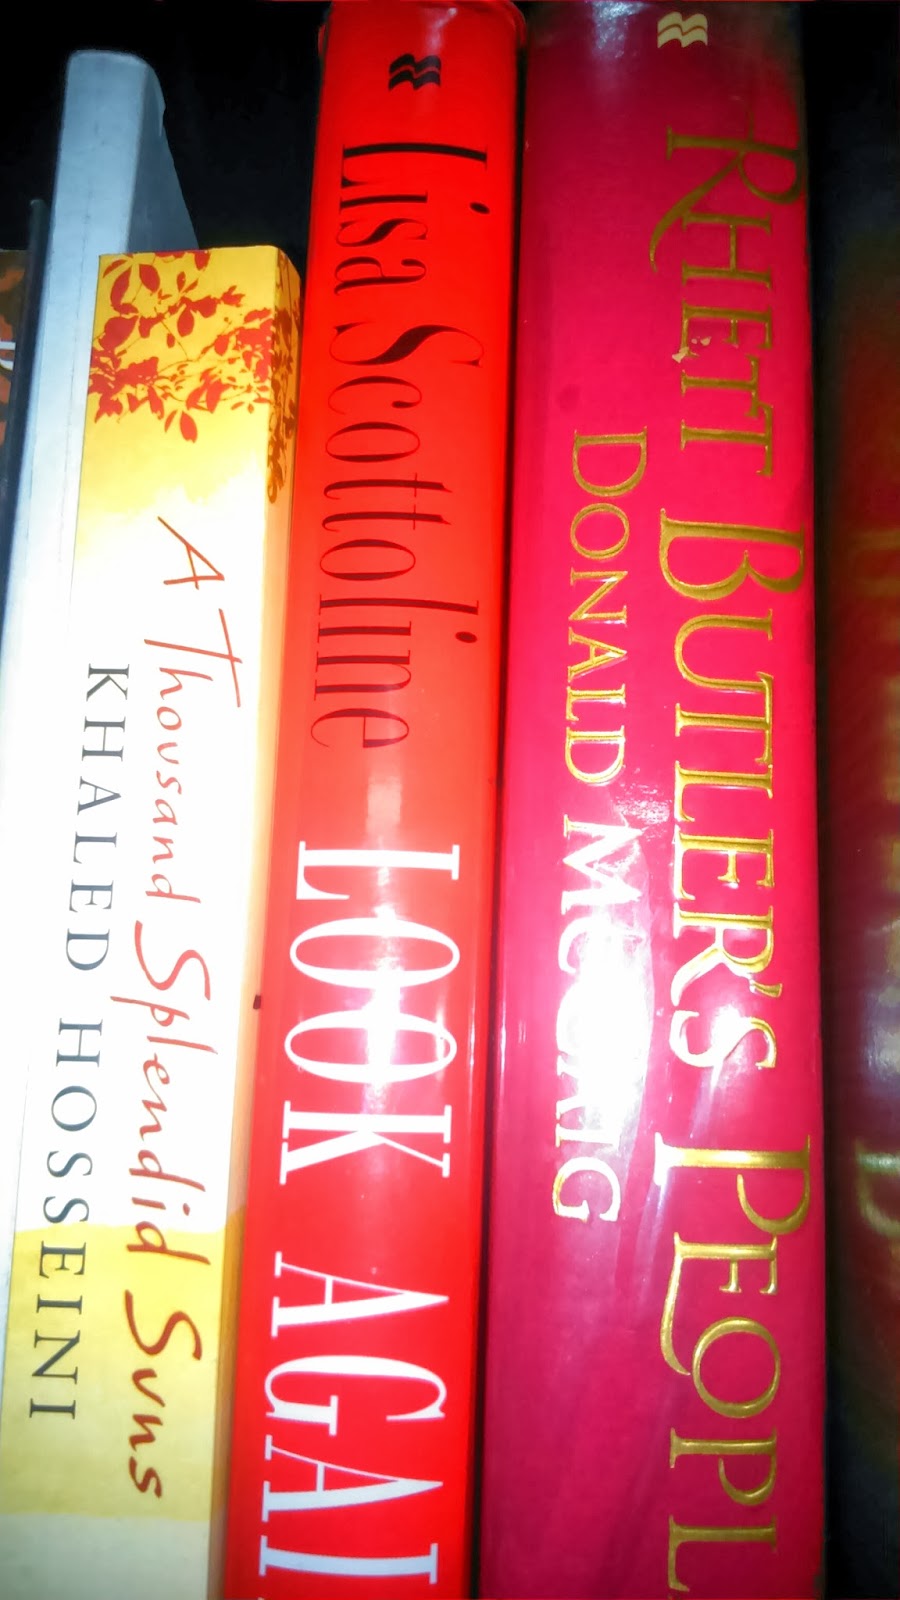 A Thousand Splendid Suns
KHALED HOSSEINI
Lisa Scottoline LOOK AGAI
RHETT BUTLER'S PEOPL
DONALD MCCAIG